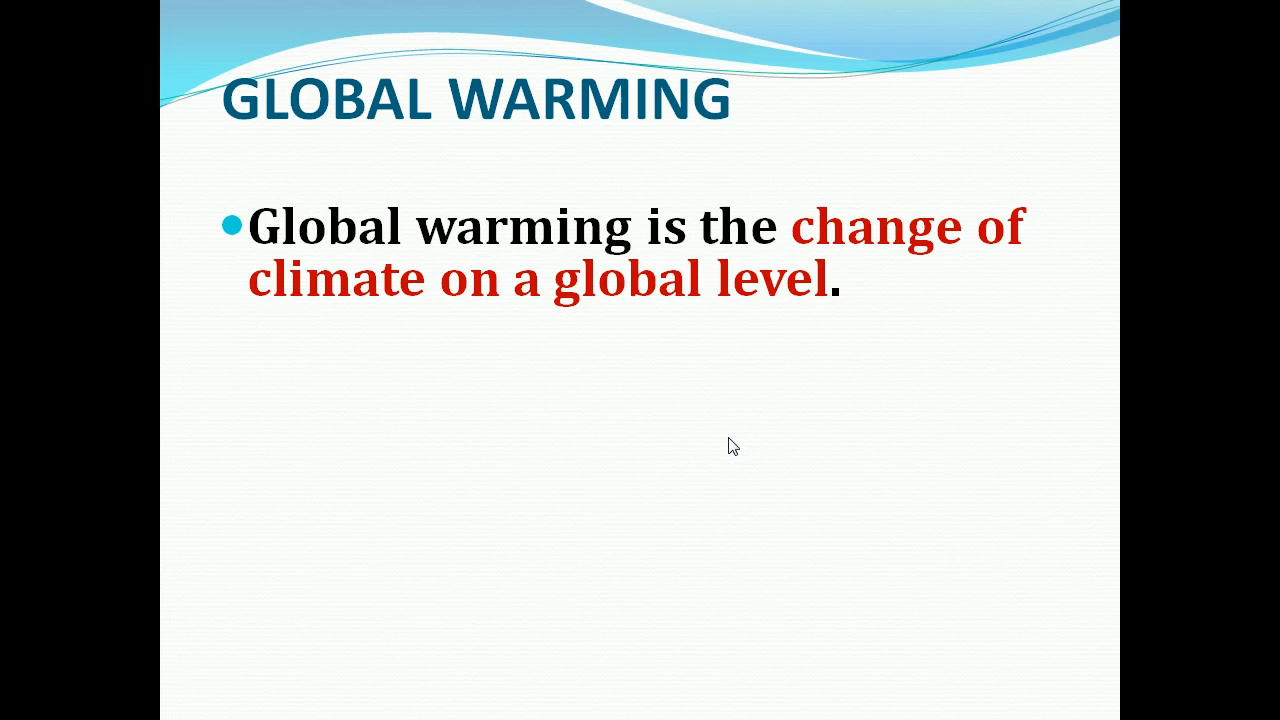 GLOBAL WARMING
Global warming is the change of
climate on a global level.